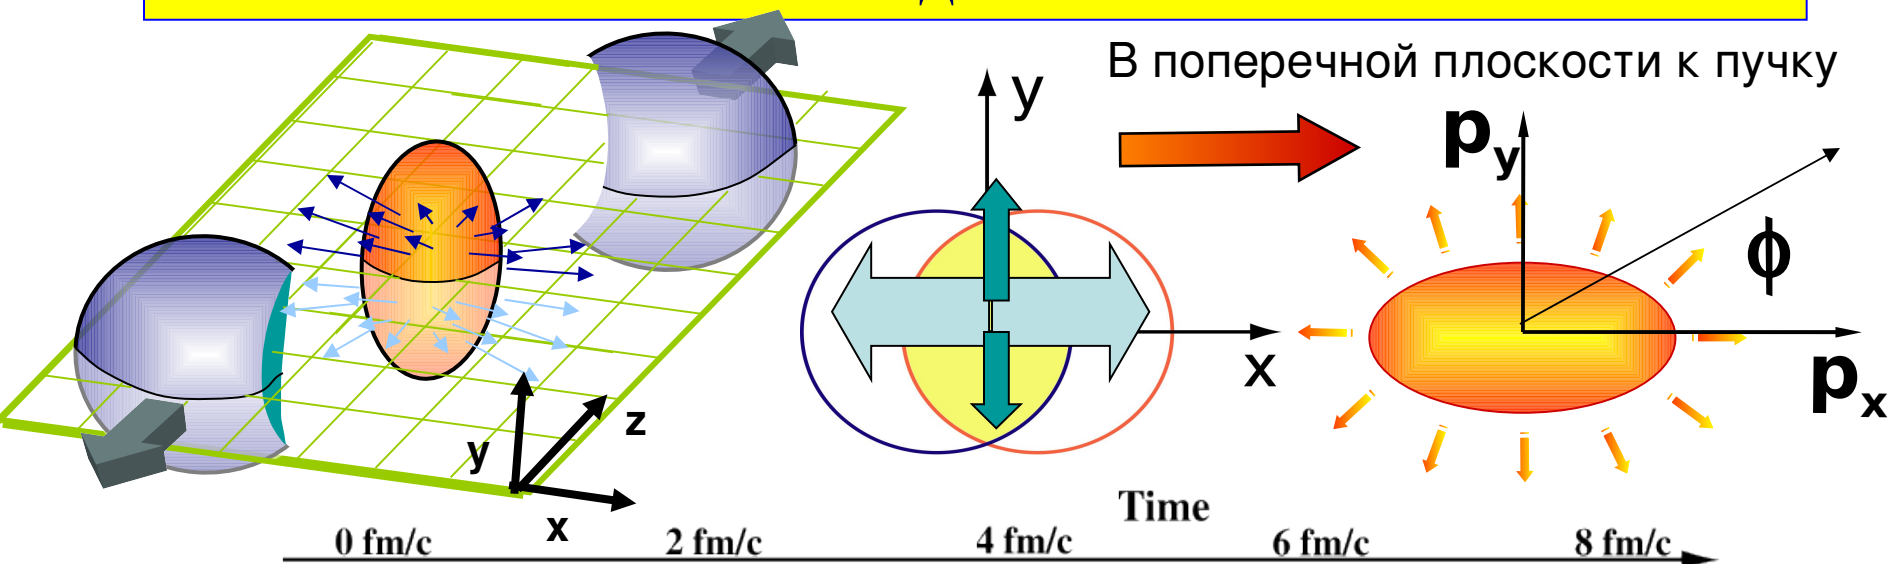 В поперечной плоскости к пучку
y
x
p y
ϕ
p x
z
y
x
Time
0 fm/c 2 fm/c 4 fm/c 6 fm/c 8 fm/c